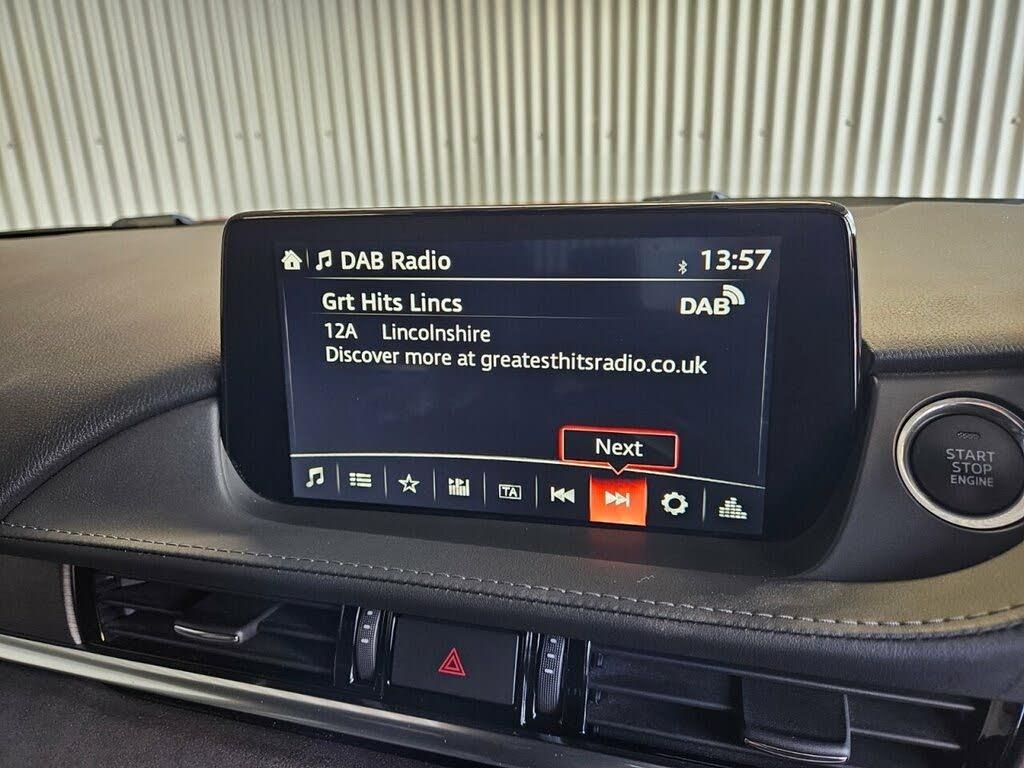 DAB Radio 13:57
Grt Hits Lincs DAB
12A Lincolnshire
Discover more at greatesthitsradio.co.uk
Next
TA
START
STOP
ENGINE